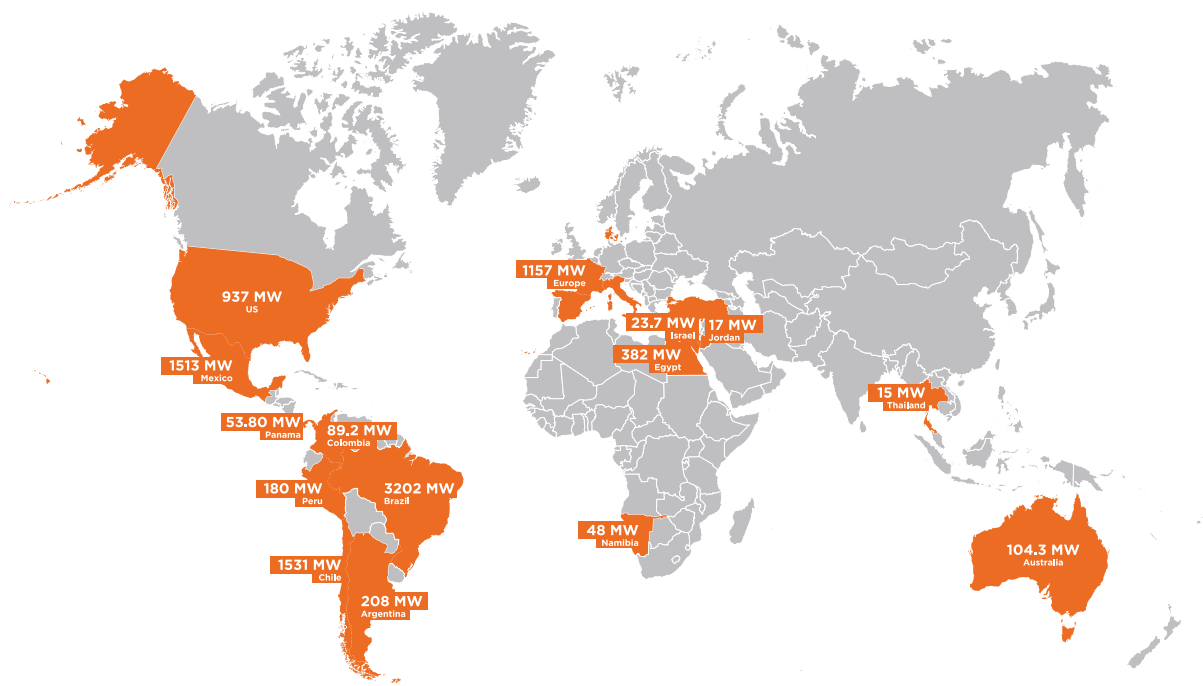 1157 MW
Europe
937 MW
US
23.7 MW
Israel
17 MW
Jordan
382 MW
Egypt
1513 MW
Mexico
15 MW
Thailand
53.80 MW
Panama
89.2 MW
Colombia
180 MW
Peru
3202 MW
Brazil
48 MW
Namibia
104.3 MW
Australia
1531 MW
Chile
208 MW
Argentina